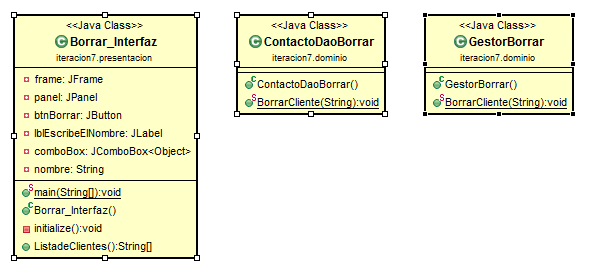 <<Java Class>>
Borrar_Interfaz
iteracion7.presentacion
frame: JFrame
panel: JPanel
btnBorrar: JButton
lblEscribeElNombre: JLabel
comboBox: JComboBox<Object>
nombre: String
main(String[]):void
Borrar_Interfaz()
initialize():void
ListadeClientes():String[]
<<Java Class>>
ContactoDaoBorrar
iteracion7.dominio
ContactoDaoBorrar()
BorrarCliente(String):void
<<Java Class>>
GestorBorrar
iteracion7.dominio
GestorBorrar()
BorrarCliente(String):void